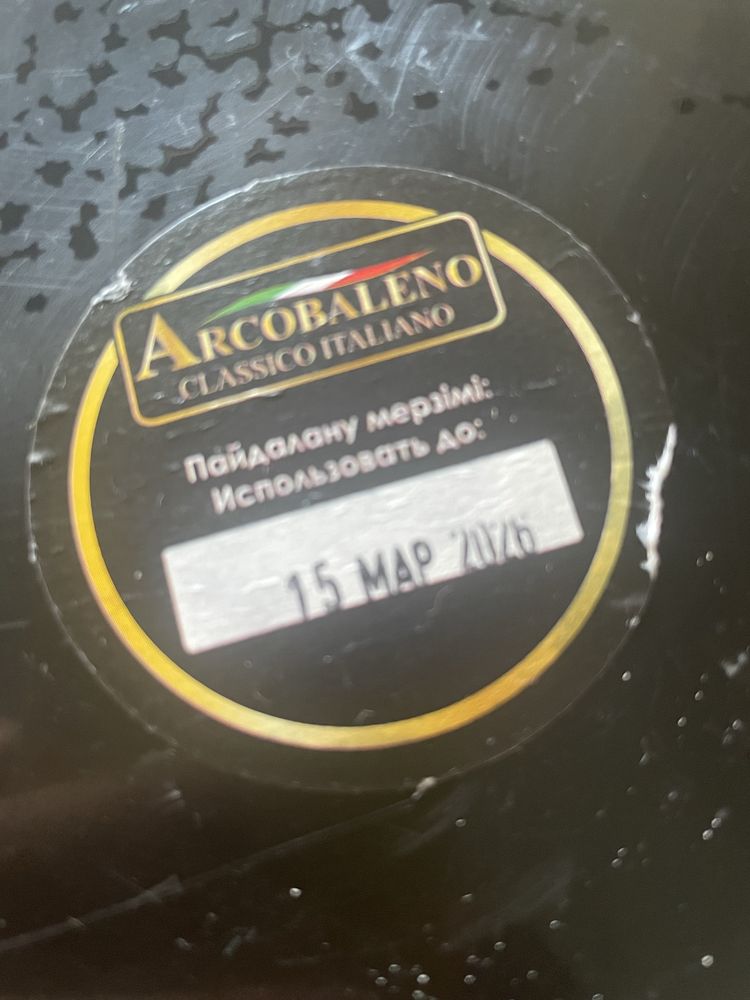 ARCOBALENO
CLASSICO ITALIANO
Пайдалану мерзімі:
Использовать до:
15 МАР 2026